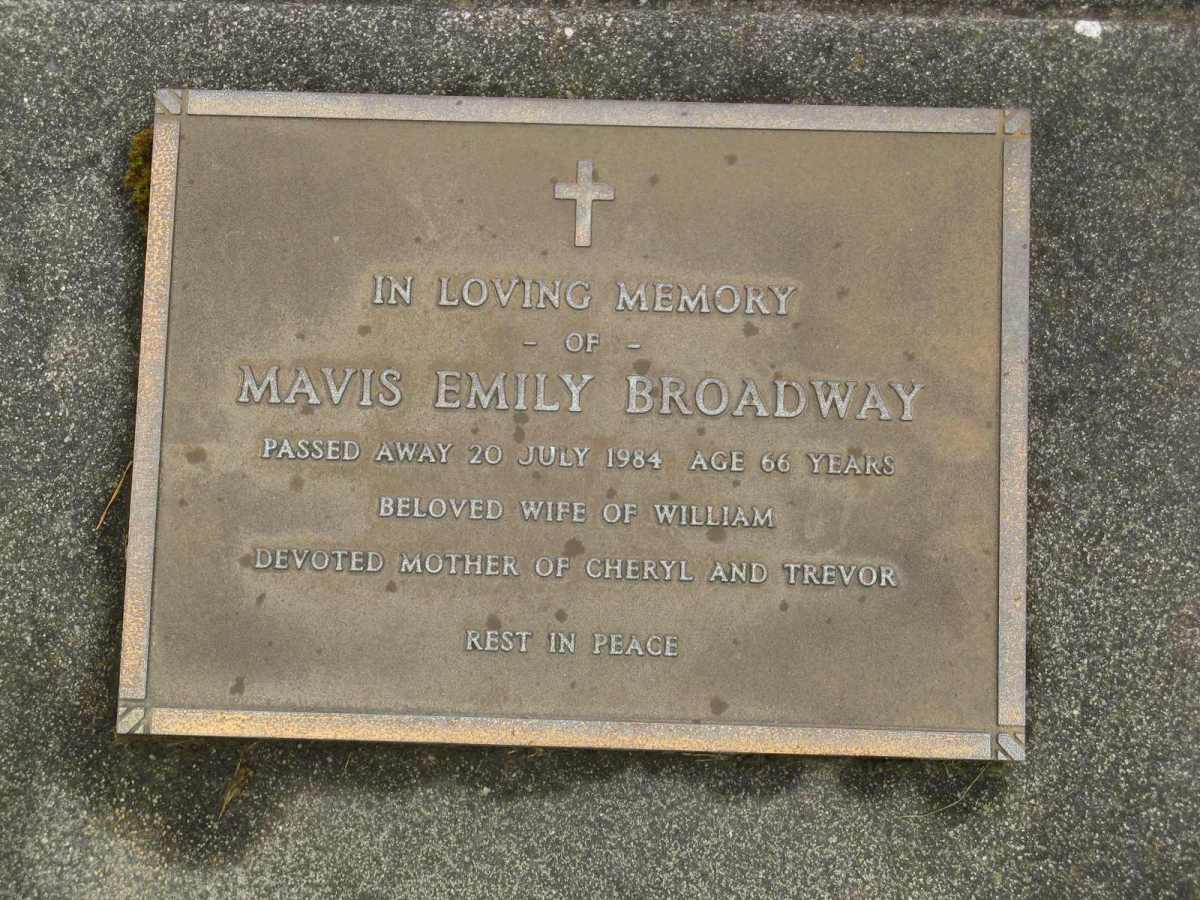 IN LOVING MEMORY
- OF -
MAVIS EMILY BROADWAY
PASSED AWAY 20 JULY 1984 AGE 66 YEARS
BELOVED WIFE OF WILLIAM
DEVOTED MOTHER OF CHERYL AND TREVOR
REST IN PEACE